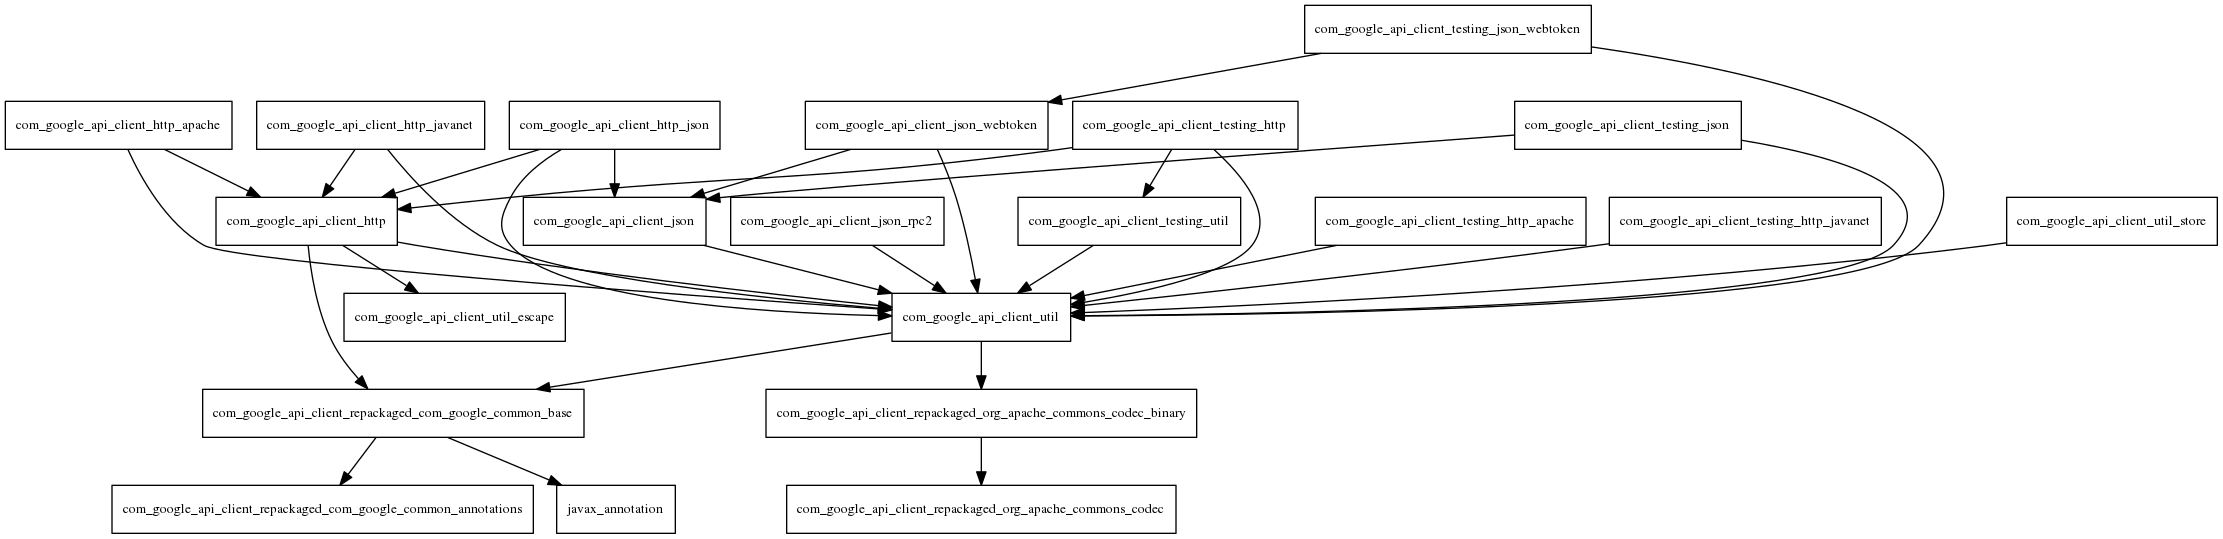 com_google_api_client_testing_json_webtoken
com_google_api_client_http_apache
com_google_api_client_http_javanet
com_google_api_client_http_json
com_google_api_client_json_webtoken
com_google_api_client_testing_http
com_google_api_client_testing_json
com_google_api_client_http
com_google_api_client_json
com_google_api_client_json_rpc2
com_google_api_client_testing_util
com_google_api_client_testing_http_apache
com_google_api_client_testing_http_javanet
com_google_api_client_util_store
com_google_api_client_util_escape
com_google_api_client_util
com_google_api_client_repackaged_com_google_common_base
com_google_api_client_repackaged_org_apache_commons_codec_binary
com_google_api_client_repackaged_com_google_common_annotations
javax_annotation
com_google_api_client_repackaged_org_apache_commons_codec